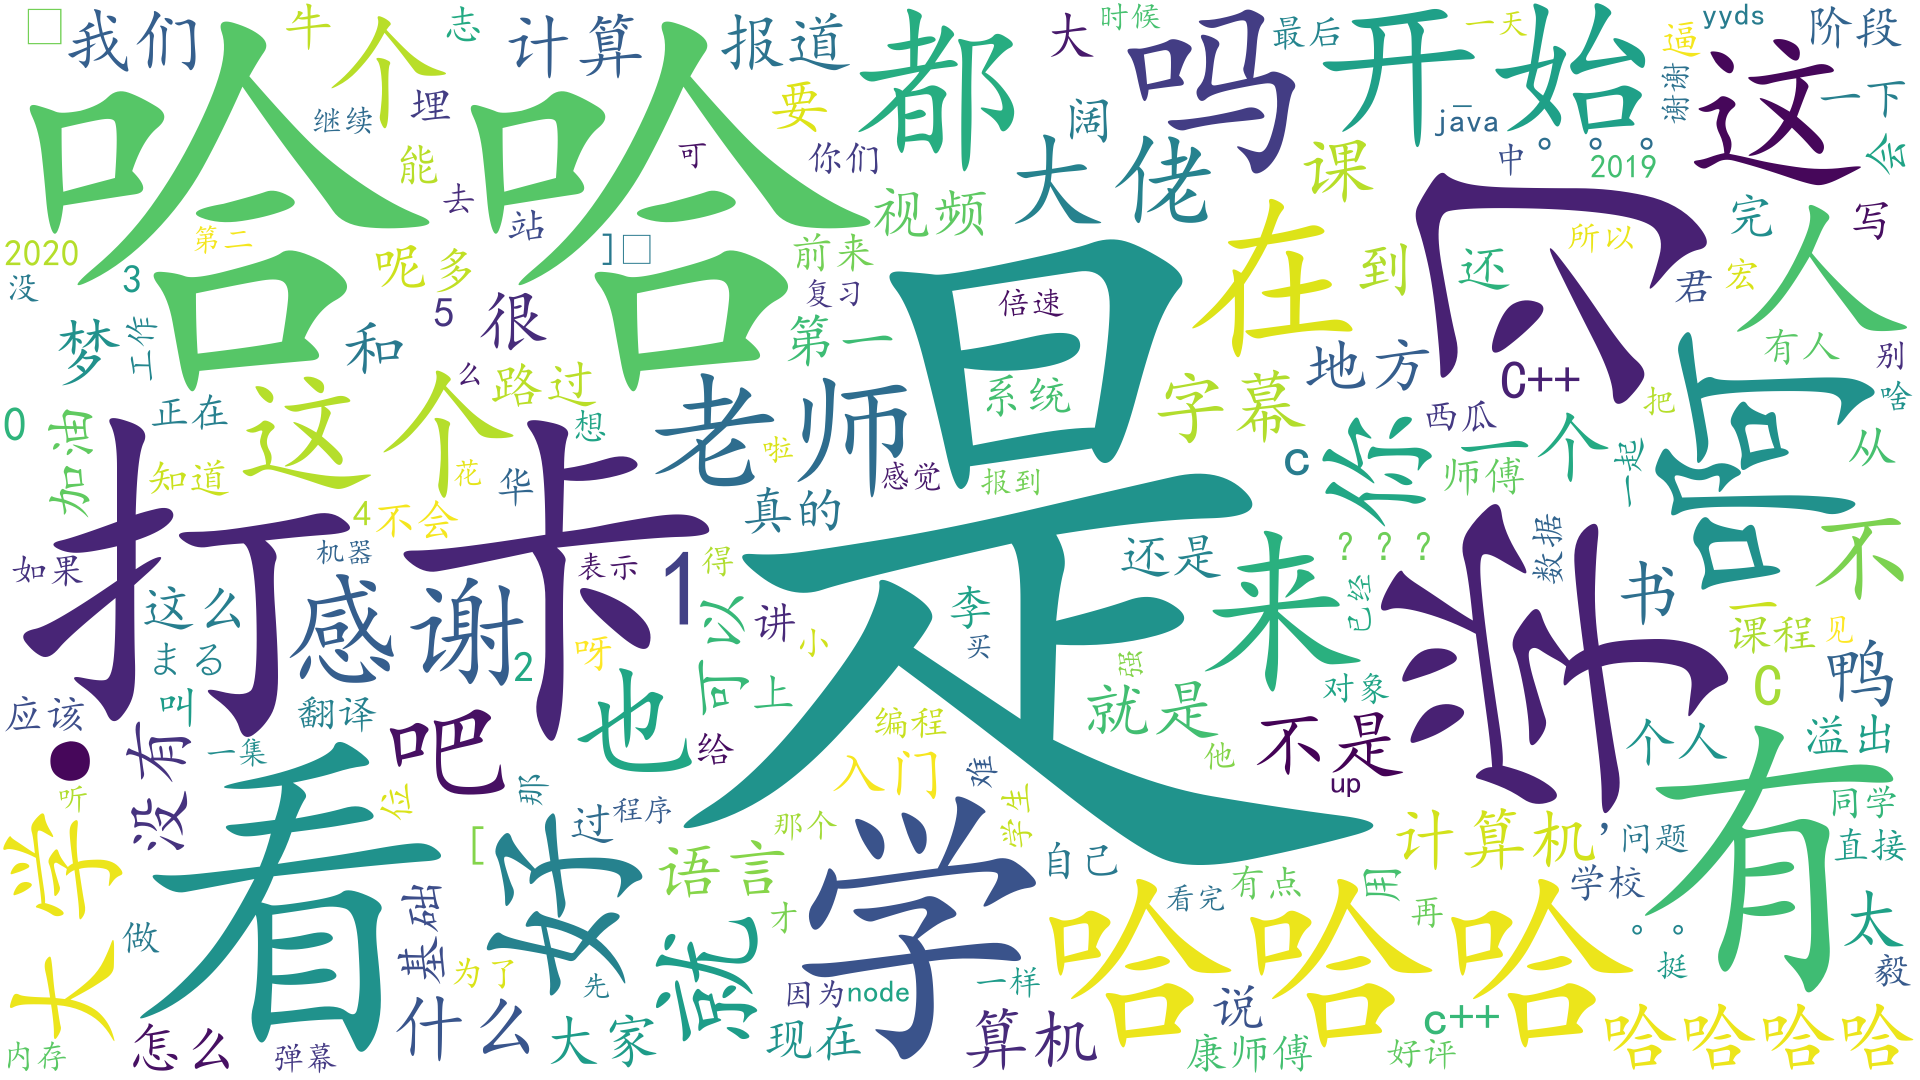 □
我们
牛
个
志
计算
报道
都
大
时候
吗
最后
开始
一天
逼
yyds
阶段
哈哈
继续
埋
要
你们
可
阔
大佬
课
java
中
。。。
2019
谢谢
这
一下
会
能
去
站
视频
2020
第二
没
3
呢
多
5
很
]□
前来
复习
第一
是
倍速
在
到
还
所以
君
宏
完
写
人
有人
别
梦
工作
和
么
路过
这个
正在
想
0
加油
知道
花
华
老师
啦
感觉
系统
报到
字幕
地方
C++
西瓜
把
啥
你
一个
师傅
一起
从
c
啊
打卡
4
不会
真的
如果
机器
感谢
表示
1
得
可以
讲
小
李
买
还是
来
？？？
已经
数据
书
不
课程
见
鸭
这么
まる
应该
叫
翻译
2
呀
也
上
强
就是
对象
不是
个人
C
溢出
●
没有
一集
吧
给
编程
入门
难
他
up
有
听
大学
看
位
那
过
程序
[
好
语言
那个
学生
学
自己
计算机
,
问题
同学
直接
学校
有点
用
看完
再
。。
太
做
基础
为了
先
就
才
因为
node
一样
哈哈哈
挺
毅
内存
怎么
弹幕
什么
大家
现在
算机
说
康师傅
c++
好评
哈哈哈哈